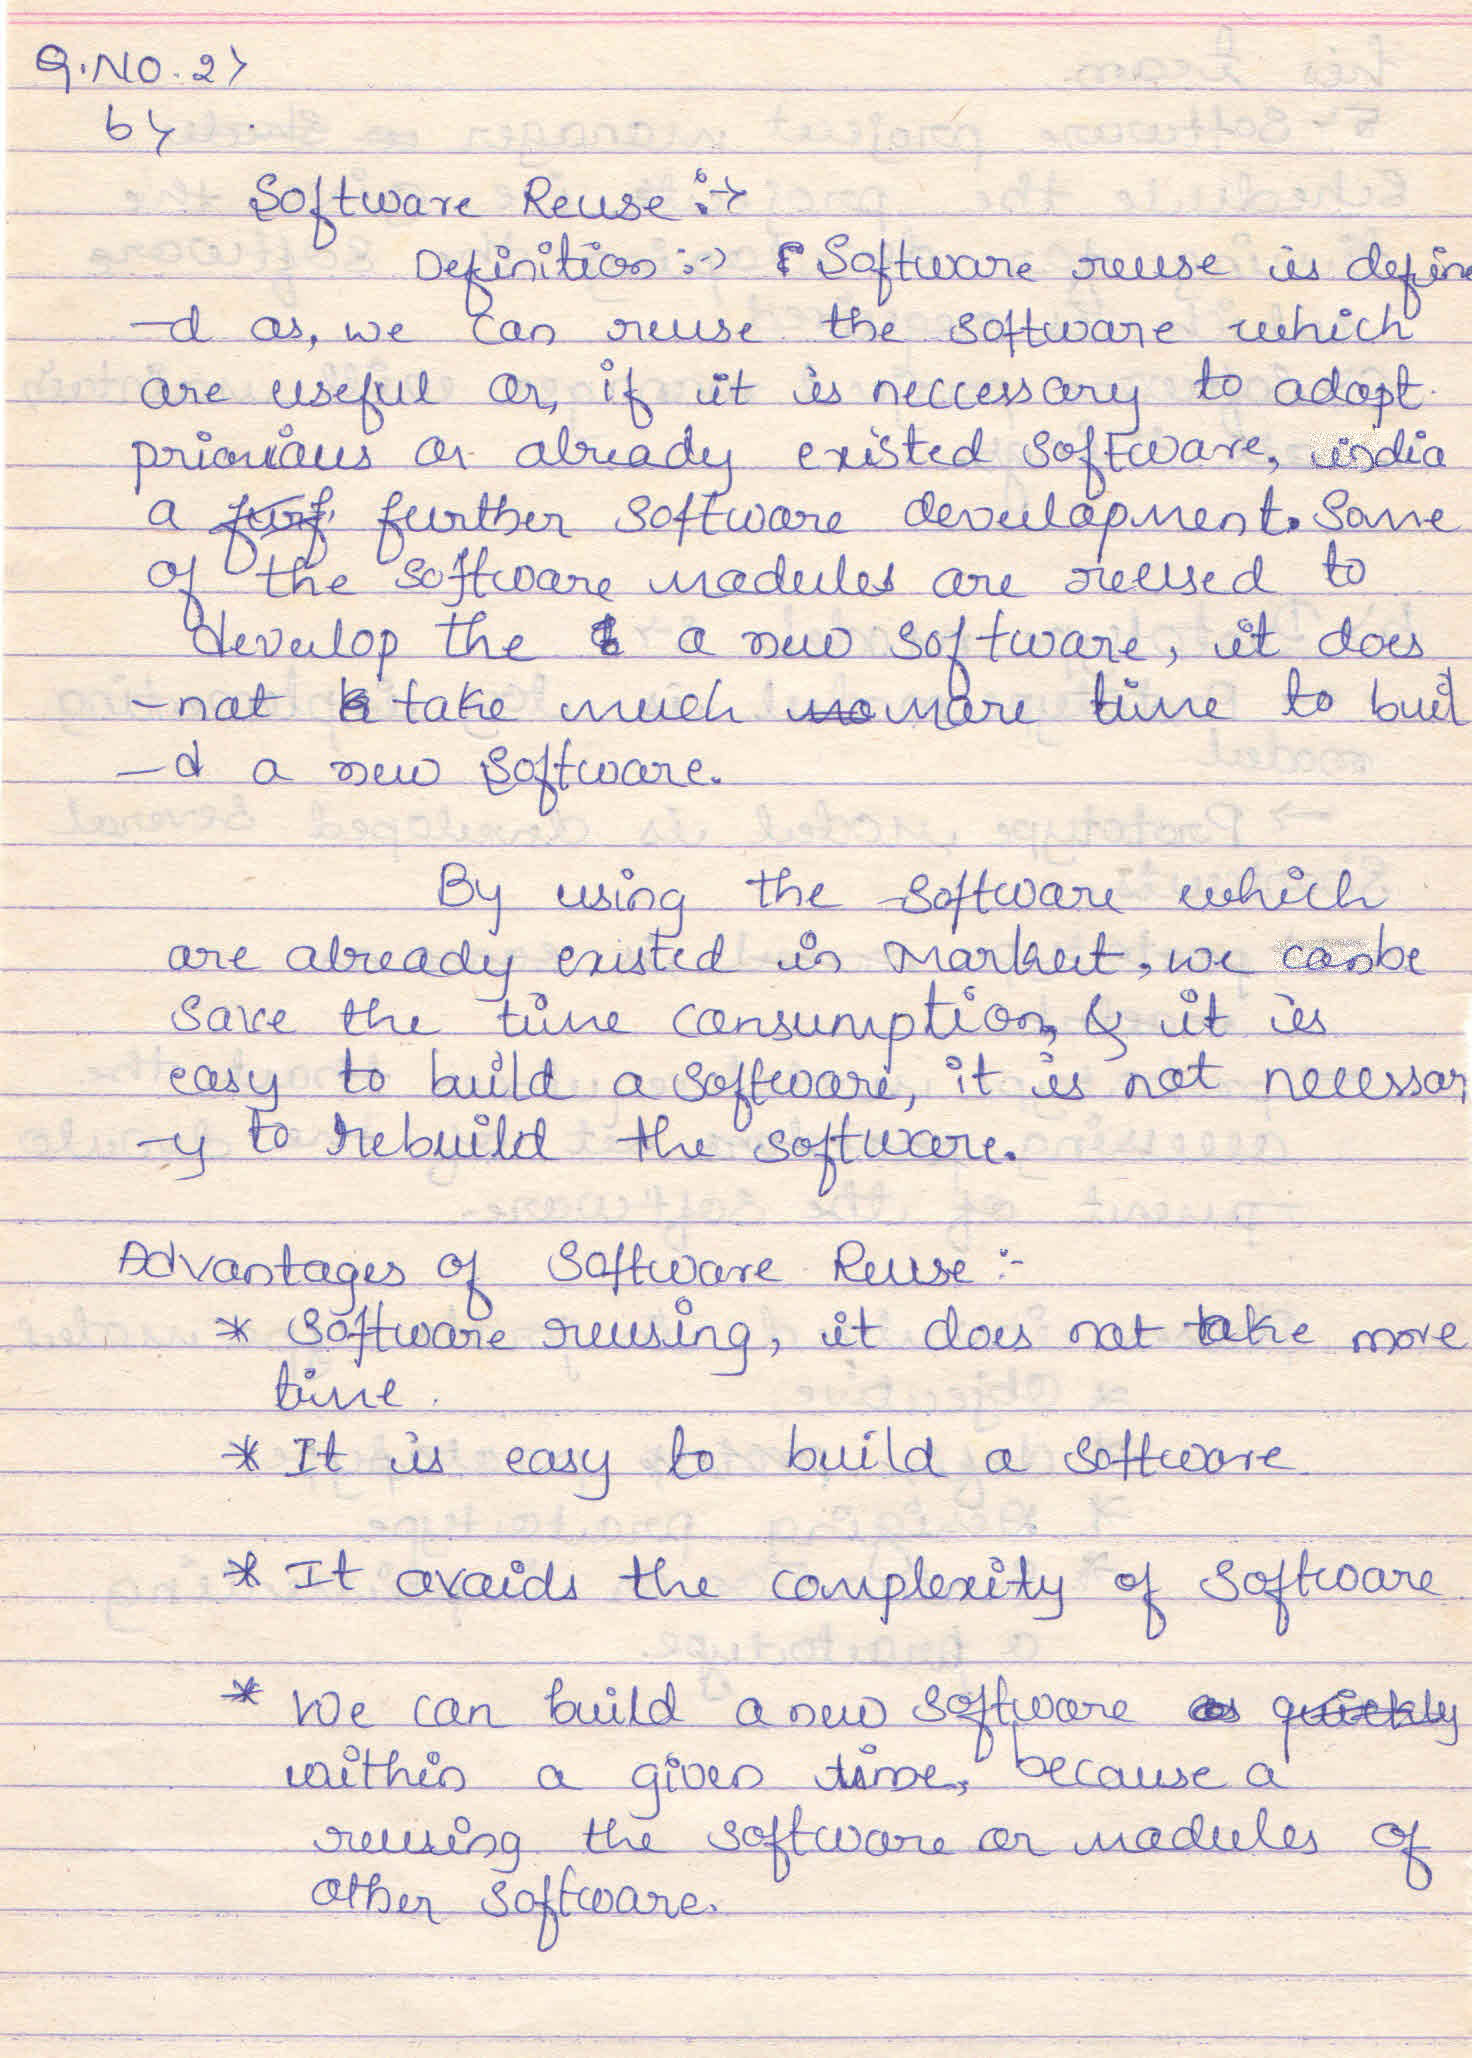 Q.NO.2>
b>
Software Reuse :->
Definition :-> Software reuse is define
-d as, we can reuse the software which
are useful or, if it is neccessary to adopt
or already existed software,
a further software development. Some
of the software modules are reused to
develop the a new software, it does
-not take much more time to buil
-d a new software.
By using the software which
are already existed in Market, we can be
save the time consumption, & it is
easy to build a software, it is not necessar
-y to rebuild the software.
Advantages of Software Reuse :-
* Software reusing, it does not take more
time.
* It is easy to build a software
* It avoids the complexity of software
* We can build a new software quickly
within a given time, because a
reusing the software or modules of
other software.